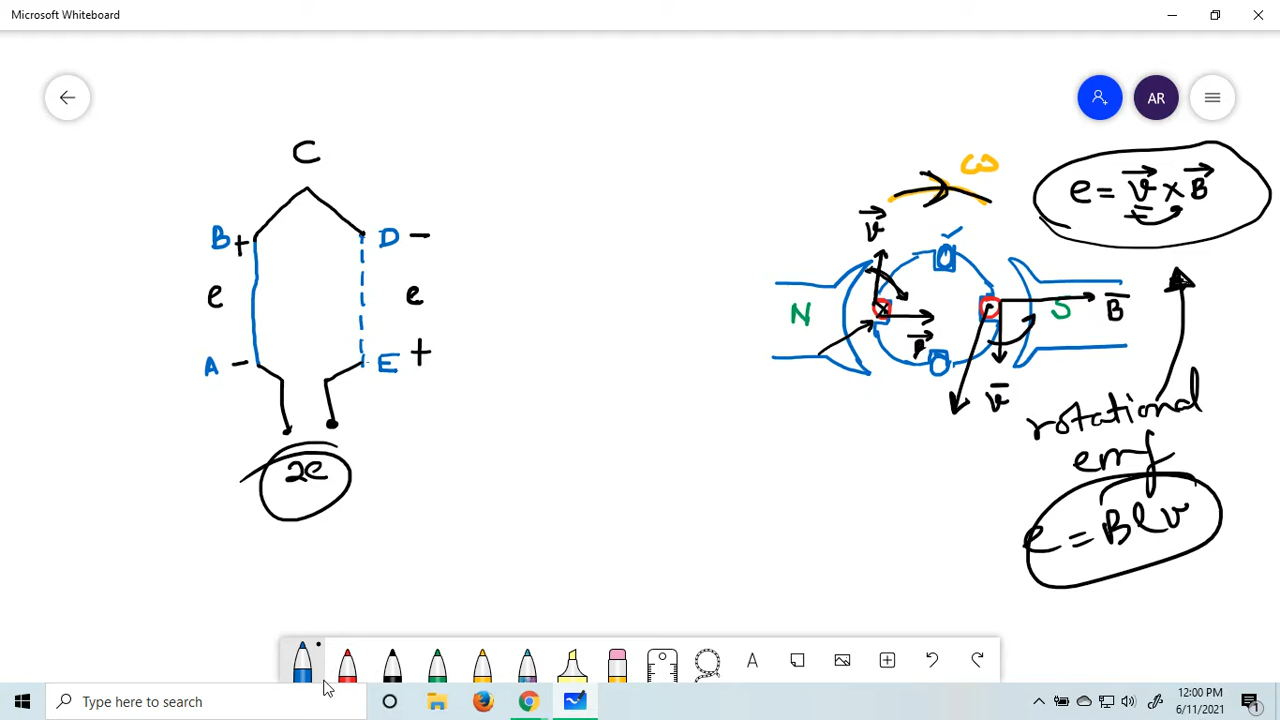 Microsoft Whiteboard
AR
C
B +
D -
e
e
A -
E +
2e
ω
e = v x B
v
N
S
B
v
rotational
emf
e = Blv
Type here to search
12:00 PM
6/11/2021
A